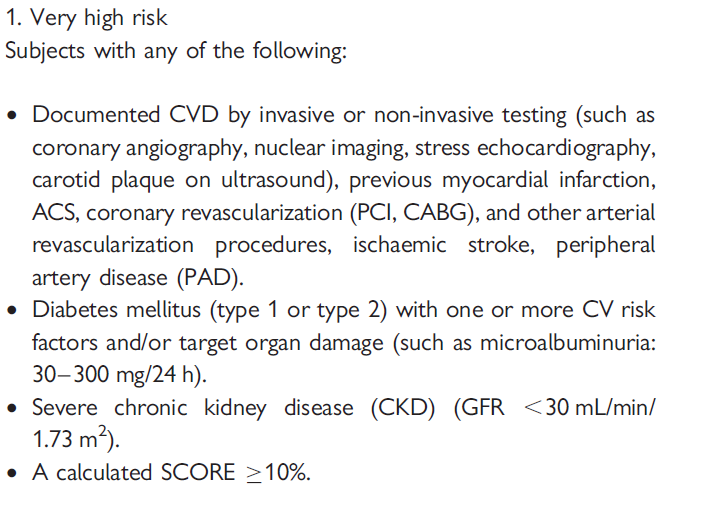 1. Very high risk
Subjects with any of the following:
• Documented CVD by invasive or non-invasive testing (such as
coronary angiography, nuclear imaging, stress echocardiography,
carotid plaque on ultrasound), previous myocardial infarction,
ACS, coronary revascularization (PCI, CABG), and other arterial
revascularization procedures, ischaemic stroke, peripheral
artery disease (PAD).
• Diabetes mellitus (type 1 or type 2) with one or more CV risk
factors and/or target organ damage (such as microalbuminuria:
30–300 mg/24 h).
• Severe chronic kidney disease (CKD) (GFR <30 mL/min/
1.73 m²).
• A calculated SCORE ≥10%.